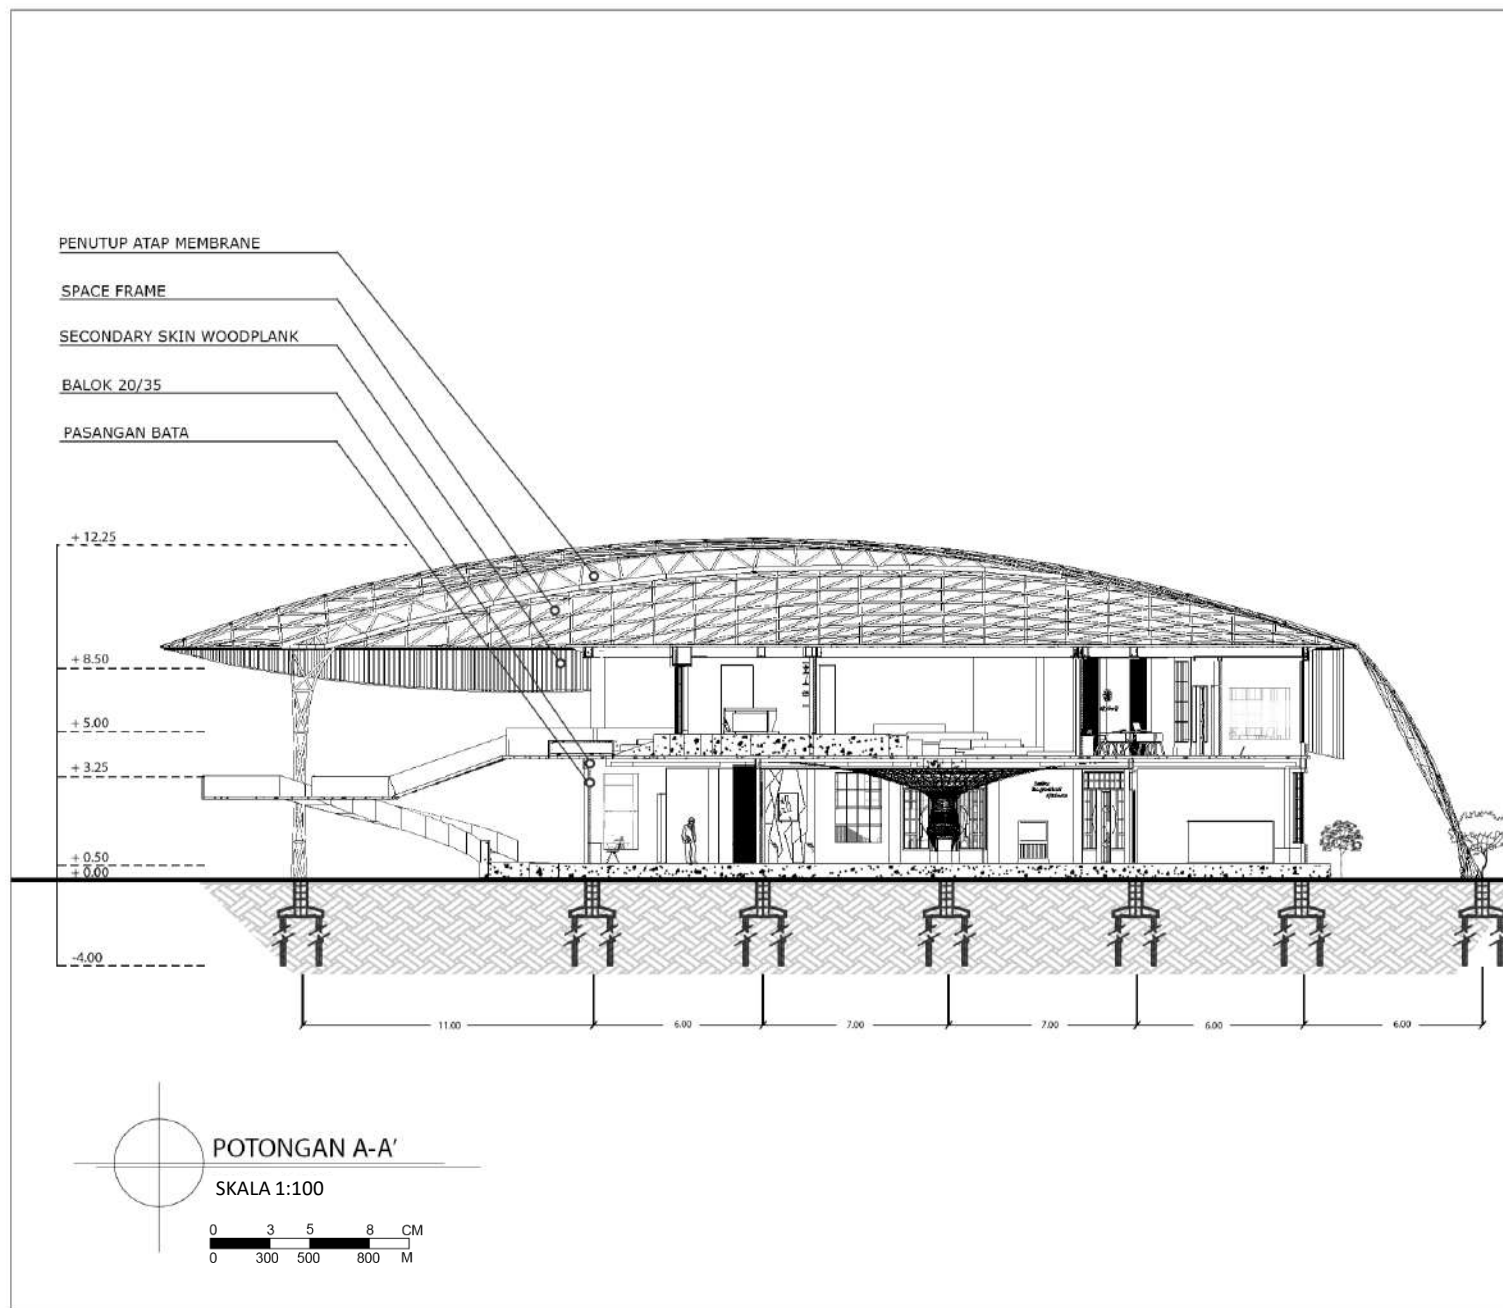 PENUTUP ATAP MEMBRANE
SPACE FRAME
SECONDARY SKIN WOODPLANK
BALOK 20/35
PASANGAN BATA
+ 12.25
+ 8.50
+ 5.00
+ 3.25
+ 0.50
+ 0.00
-4.00
11.00 6.00 7.00 7.00 6.00 6.00
POTONGAN A-A'
SKALA 1:100
0 3 5 8 CM
0 300 500 800 M